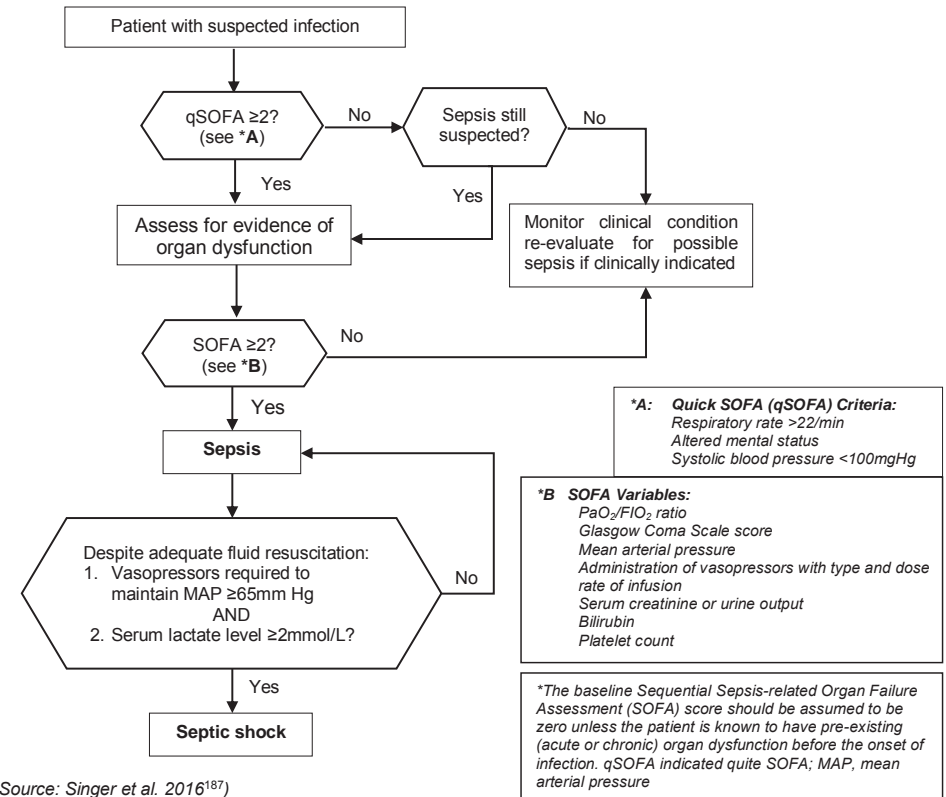 Patient with suspected infection
qSOFA ≥2?
(see *A)
No
Sepsis still
suspected?
No
Yes
Yes
Assess for evidence of
organ dysfunction
Monitor clinical condition
re-evaluate for possible
sepsis if clinically indicated
SOFA ≥2?
(see *B)
No
Yes
Sepsis
Despite adequate fluid resuscitation:
1. Vasopressors required to
maintain MAP ≥65mm Hg
AND
2. Serum lactate level ≥2mmol/L?
No
Yes
Septic shock
*A: Quick SOFA (qSOFA) Criteria:
Respiratory rate >22/min
Altered mental status
Systolic blood pressure <100mgHg
*B SOFA Variables:
PaO₂/FIO₂ ratio
Glasgow Coma Scale score
Mean arterial pressure
Administration of vasopressors with type and dose
rate of infusion
Serum creatinine or urine output
Bilirubin
Platelet count
*The baseline Sequential Sepsis-related Organ Failure
Assessment (SOFA) score should be assumed to be
zero unless the patient is known to have pre-existing
(acute or chronic) organ dysfunction before the onset of
infection. qSOFA indicated quite SOFA; MAP, mean
arterial pressure
Source: Singer et al. 2016¹⁸⁷)